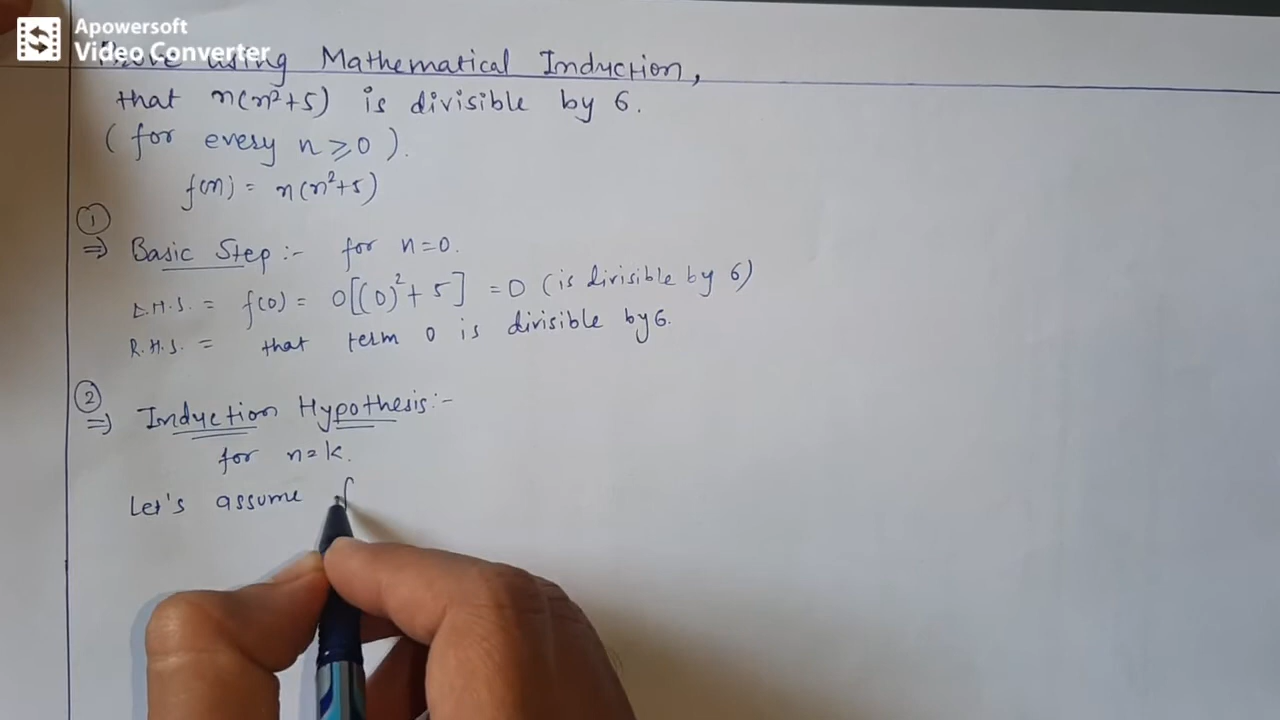 Apowersoft
Video Converter
Prove using Mathematical Induction,
that n(n²+5) is divisible by 6.
(for every n ⩾ 0).
f(n) = n(n²+5)
①
⇒ Basic Step :- for n=0.
L.H.S. = f(0) = 0[(0)²+5] = 0 (is divisible by 6)
R.H.S. = that term 0 is divisible by 6.
②
⇒ Induction Hypothesis:-
for n=k.
Let's assume f